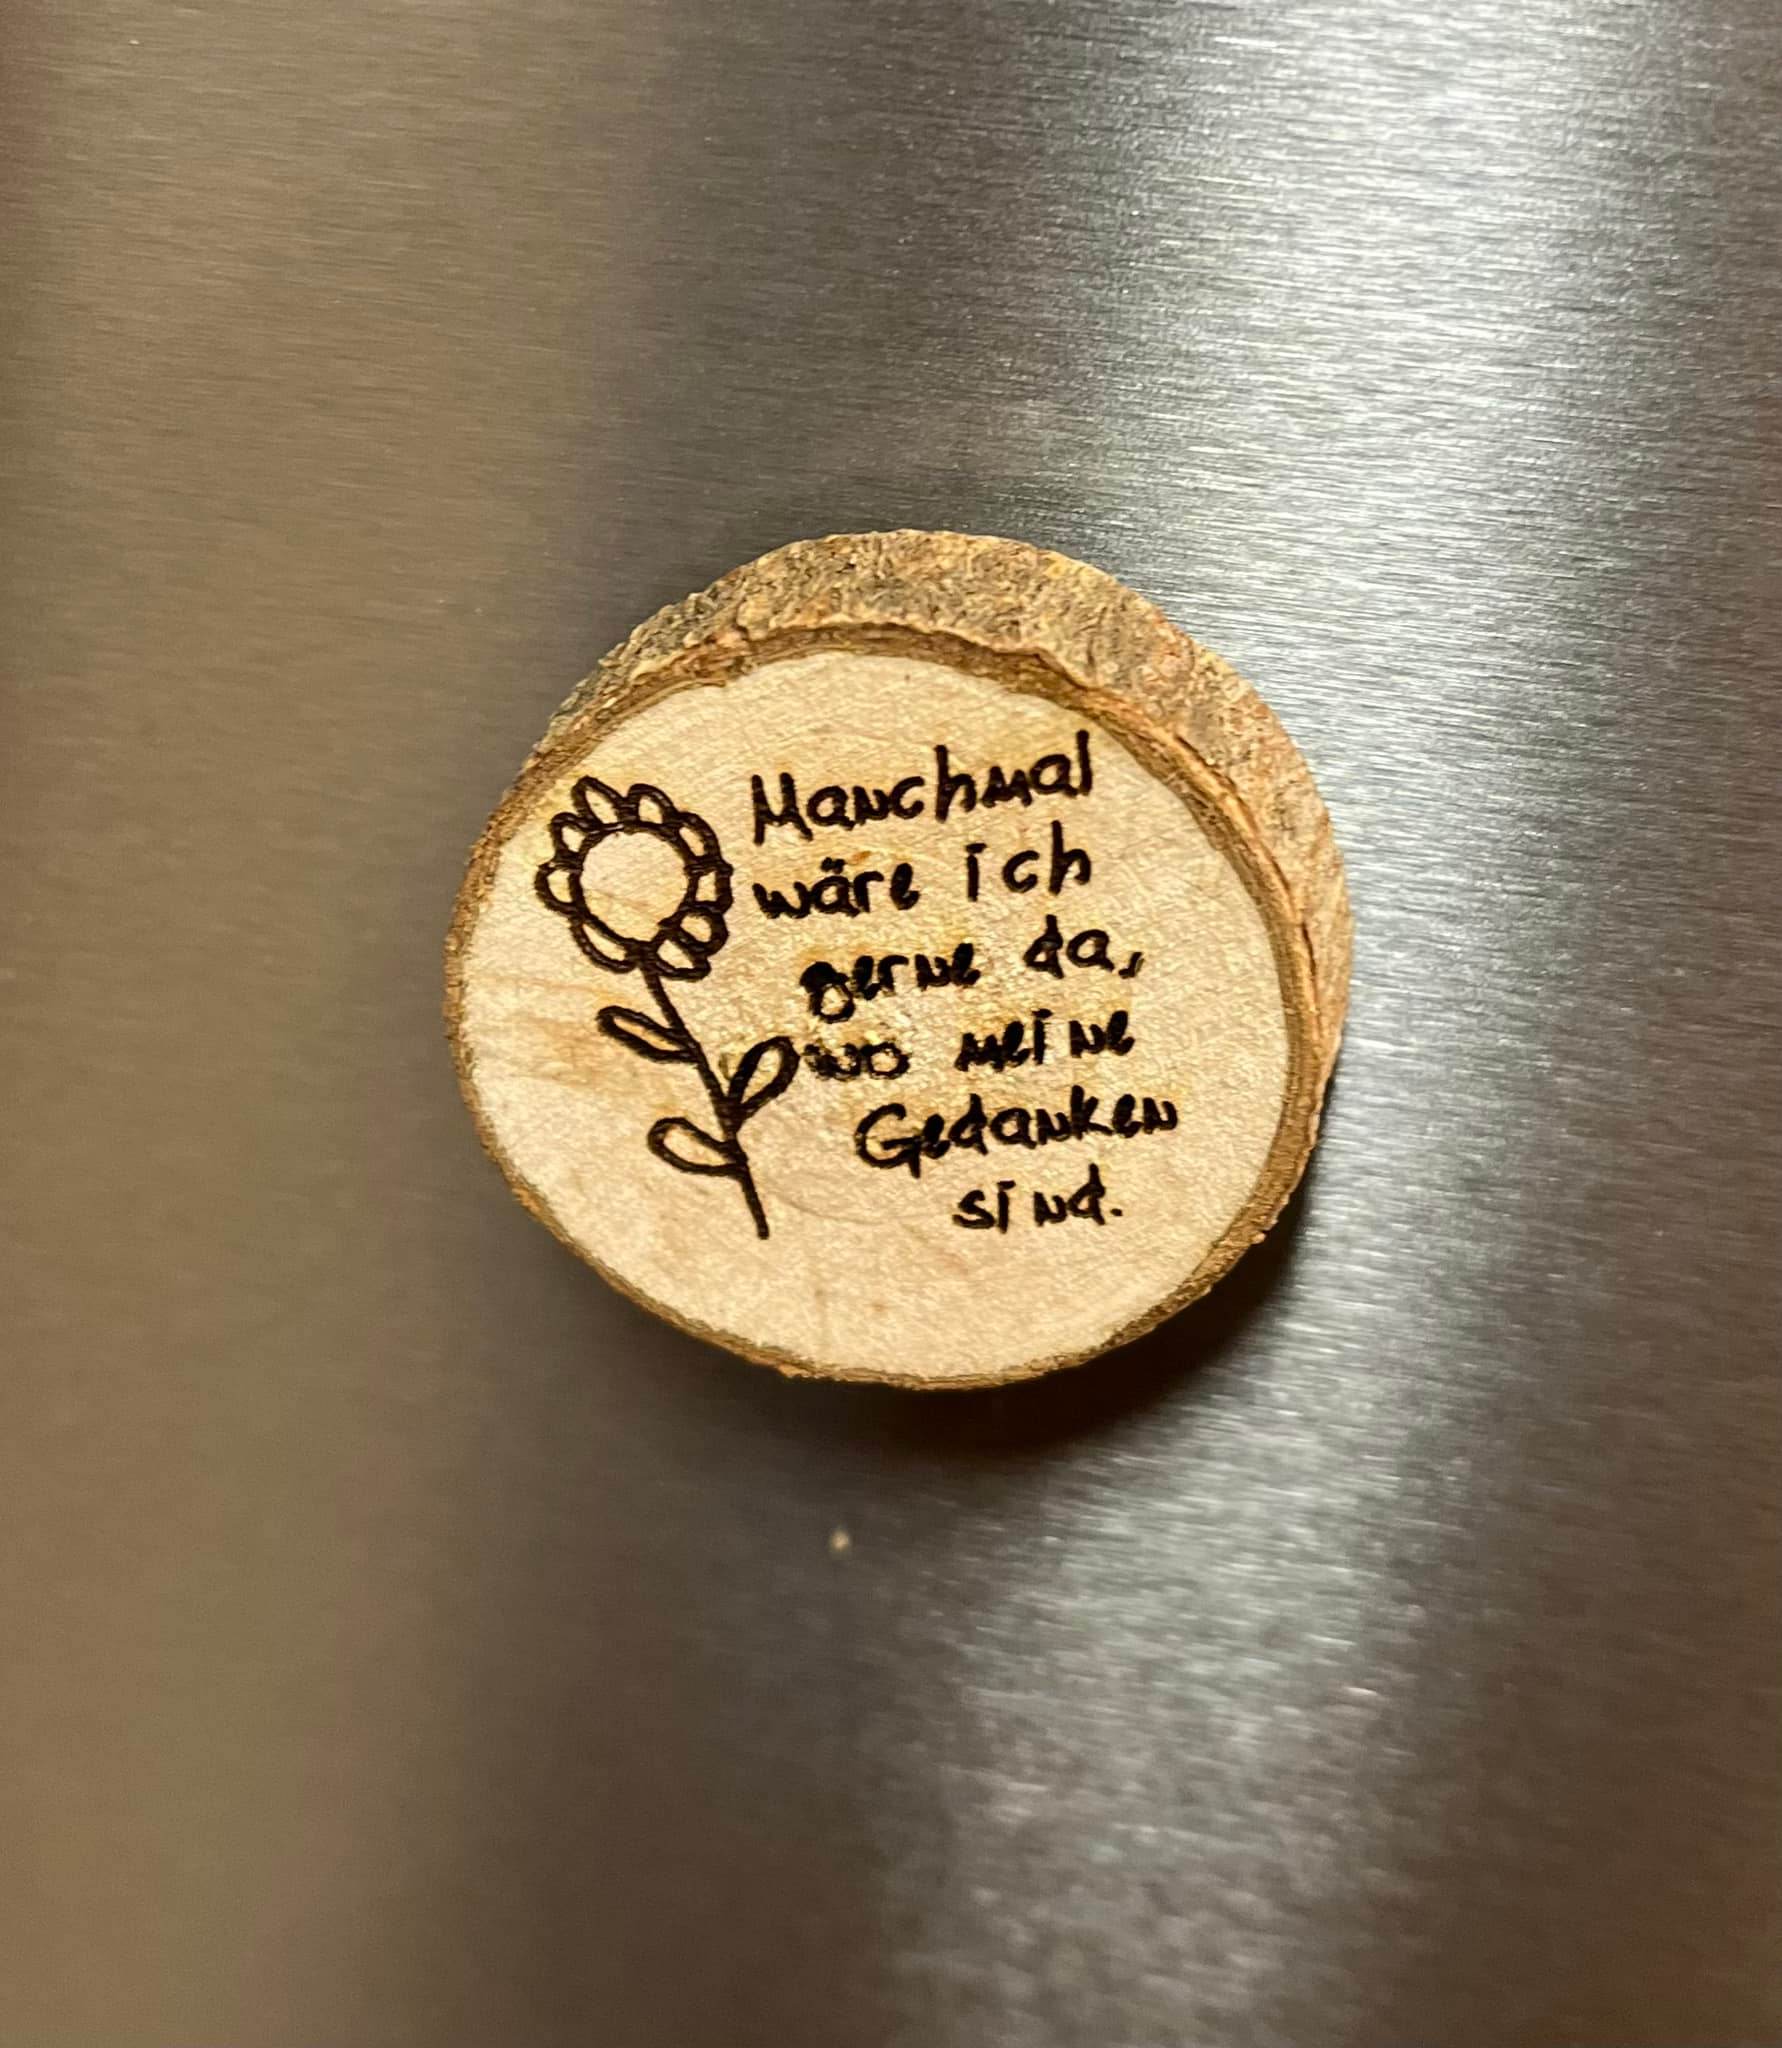 Manchmal
wäre ich
gerne da,
wo meine
Gedanken
sind.